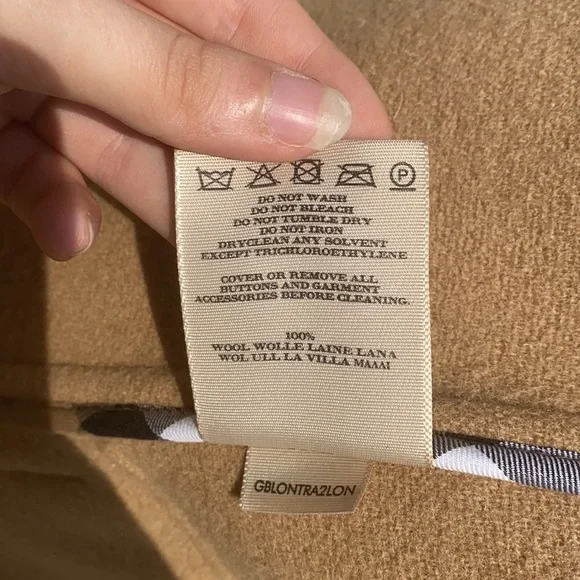 P
DO NOT WASH
DO NOT BLEACH
DO NOT TUMBLE DRY
DO NOT IRON
DRYCLEAN ANY SOLVENT
EXCEPT TRICHLOROETHYLENE
COVER OR REMOVE ALL
BUTTONS AND GARMENT
ACCESSORIES BEFORE CLEANING.
100%
WOOL WOLLE LAINE LANA
WOL ULL LA VILLA MAAAI
GBLONTRA2LON